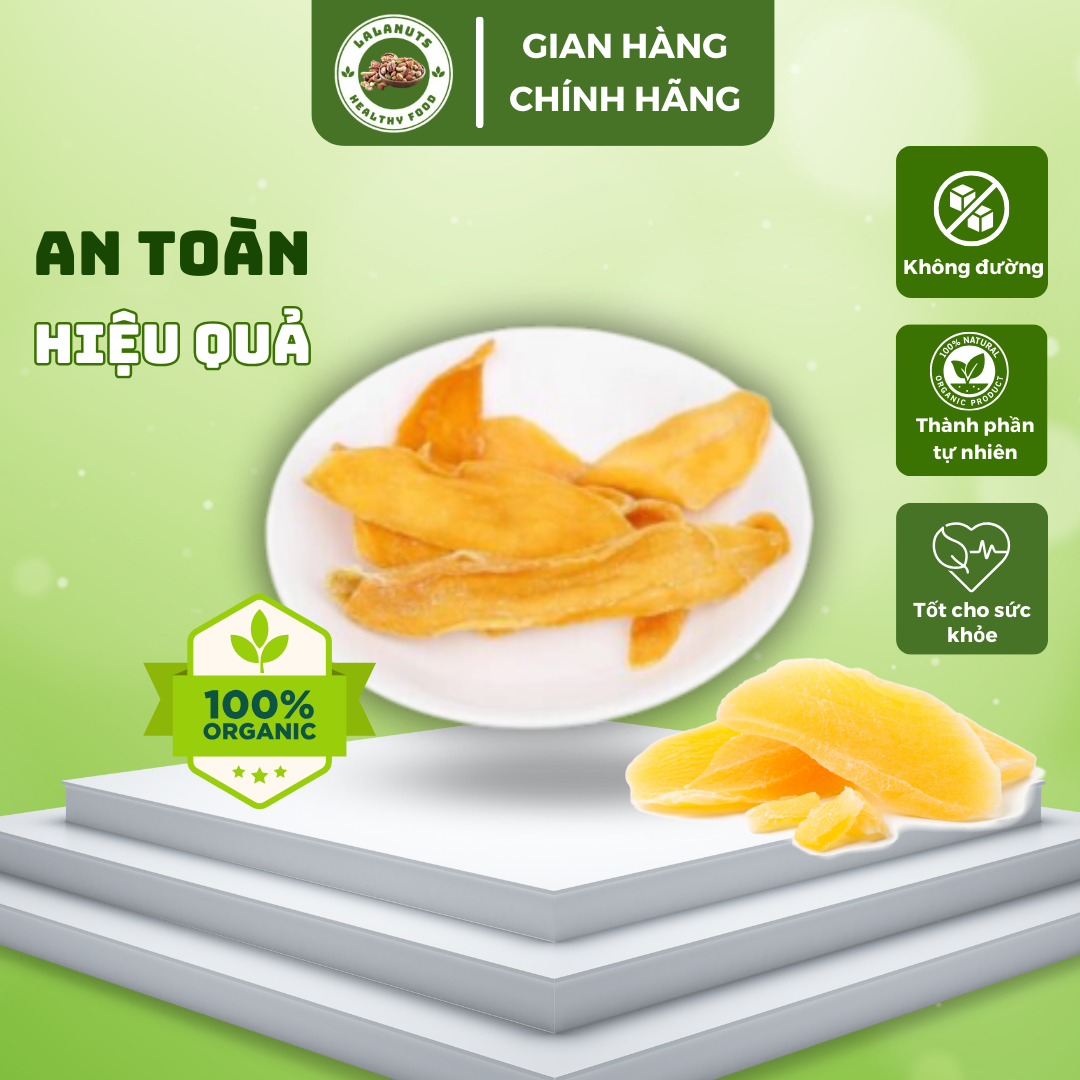 LALANUTS
HEALTHY FOOD
GIAN HÀNG
CHÍNH HÃNG
AN TOÀN
HIỆU QUẢ
Không đường
100% NATURAL
ORGANIC PRODUCT
Thành phần
tự nhiên
Tốt cho sức
khỏe
100%
ORGANIC